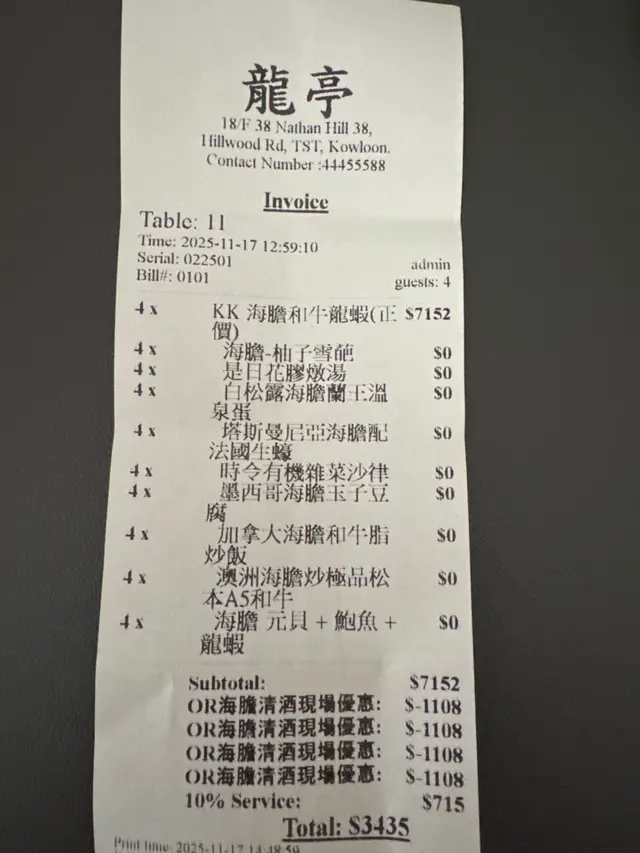 龍亭
18/F 38 Nathan Hill 38,
Hillwood Rd, TST, Kowloon.
Contact Number :44455588
Invoice
Table: 11
Time: 2025-11-17 12:59:10
Serial: 022501 admin
Bill#: 0101 guests: 4
4 x KK 海膽和牛龍蝦(正 $7152
價)
4 x 海膽-柚子雪葩 $0
4 x 是日花膠燉湯 $0
4 x 白松露海膽蘭王溫 $0
泉蛋
4 x 塔斯曼尼亞海膽配 $0
法國生蠔
4 x 時令有機雜菜沙律 $0
4 x 墨西哥海膽玉子豆 $0
腐
4 x 加拿大海膽和牛脂 $0
炒飯
4 x 澳洲海膽炒極品松 $0
本A5和牛
4 x 海膽 元貝 + 鮑魚 + $0
龍蝦
Subtotal: $7152
OR海膽清酒現場優惠: $-1108
OR海膽清酒現場優惠: $-1108
OR海膽清酒現場優惠: $-1108
OR海膽清酒現場優惠: $-1108
10% Service: $715
Total: $3435
Print time: 2025-11-17 14:48:59